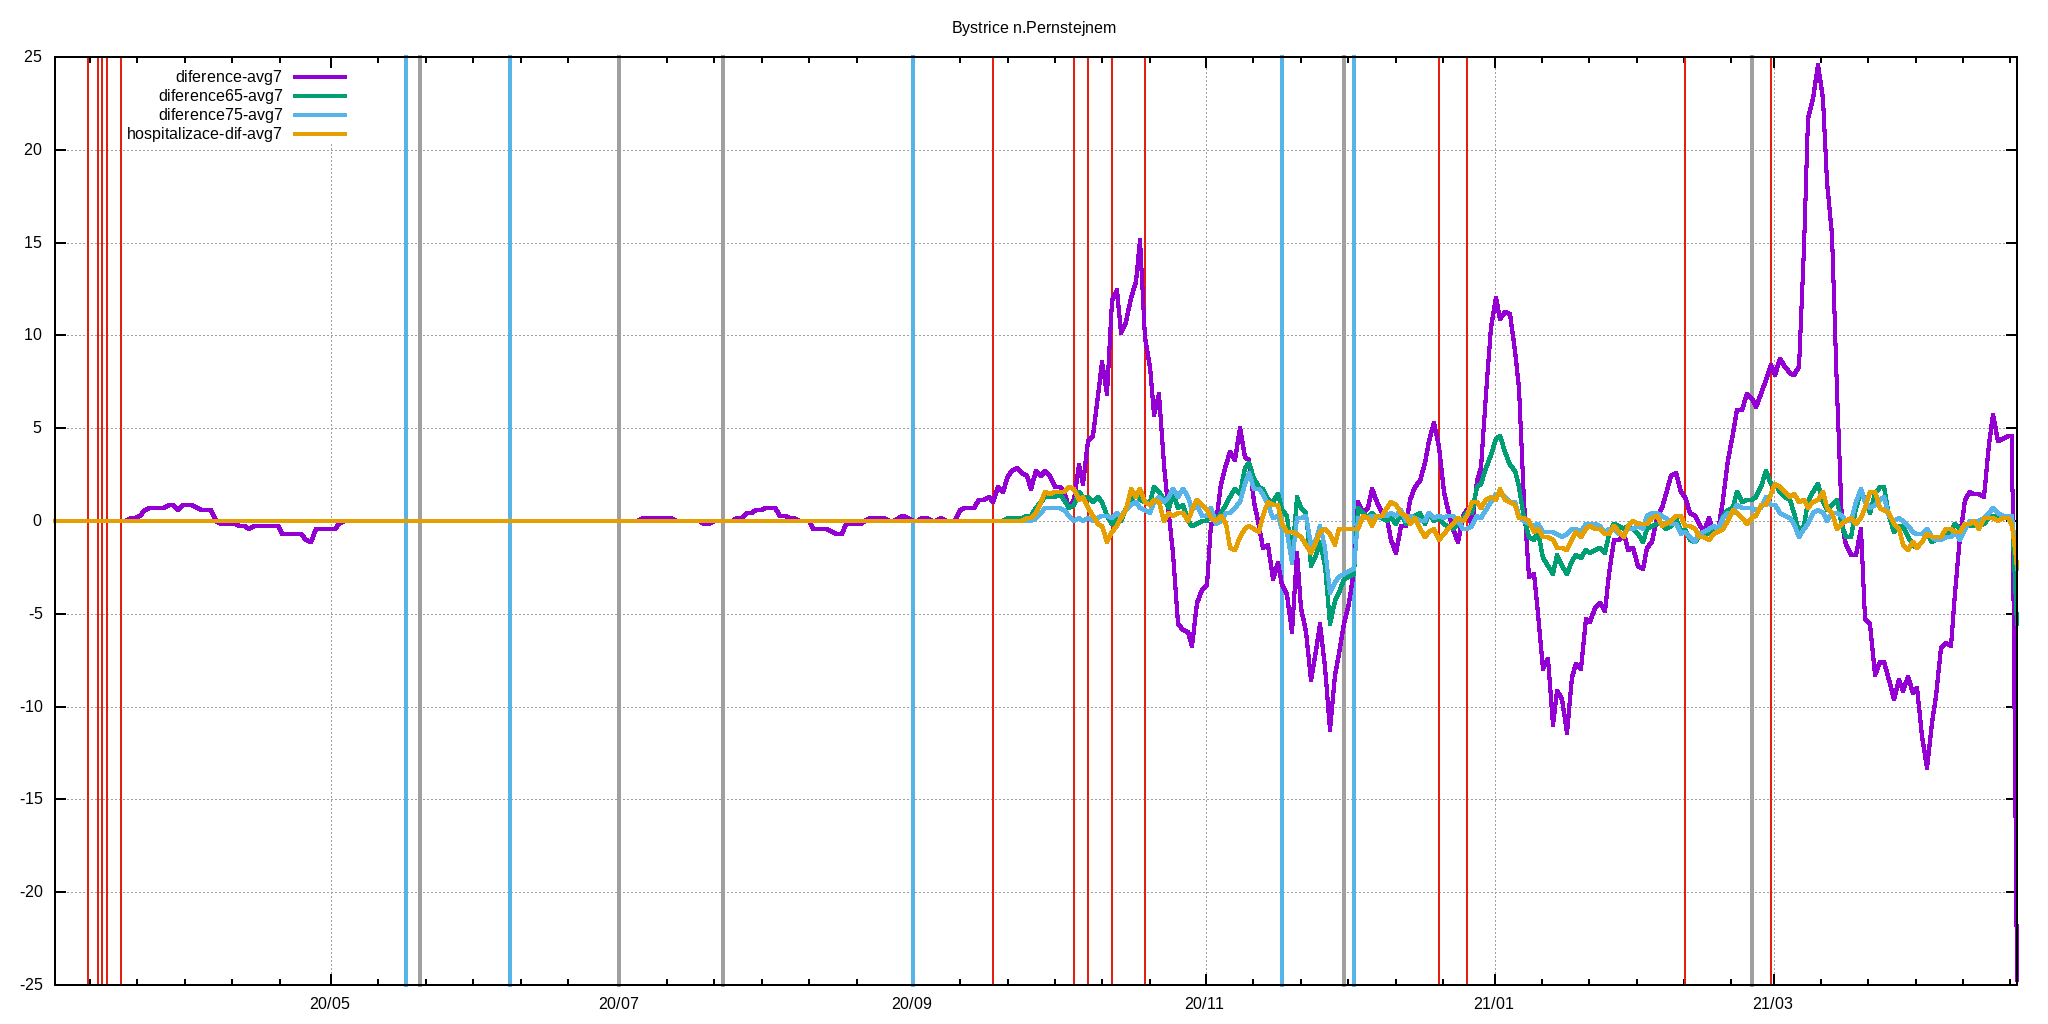 Bystrice n.Pernstejnem
diference-avg7
diference65-avg7
diference75-avg7
hospitalizace-dif-avg7
25
20
15
10
5
0
-5
-10
-15
-20
-25
20/05 20/07 20/09 20/11 21/01 21/03